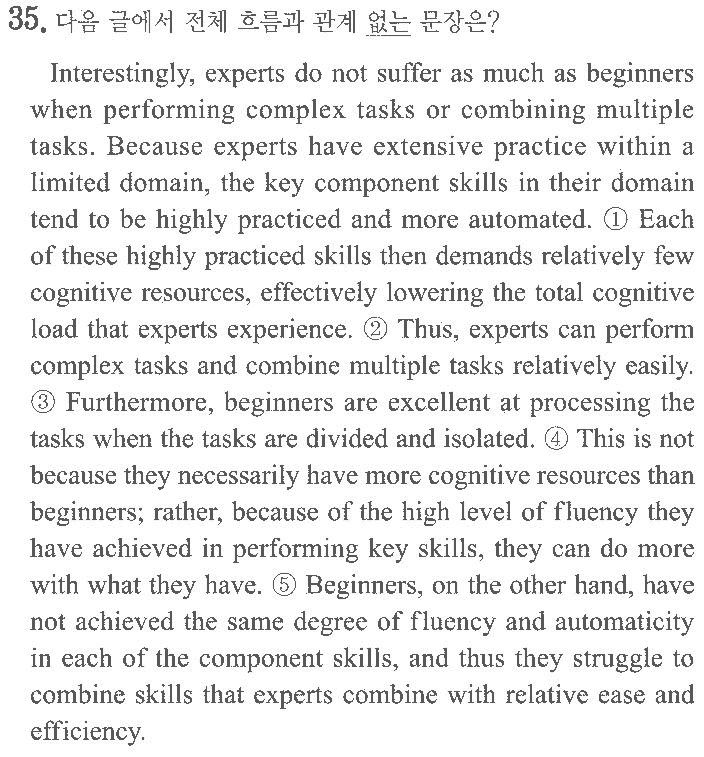 35. 다음 글에서 전체 흐름과 관계 없는 문장은?
Interestingly, experts do not suffer as much as beginners
when performing complex tasks or combining multiple
tasks. Because experts have extensive practice within a
limited domain, the key component skills in their domain
tend to be highly practiced and more automated. ① Each
of these highly practiced skills then demands relatively few
cognitive resources, effectively lowering the total cognitive
load that experts experience. ② Thus, experts can perform
complex tasks and combine multiple tasks relatively easily.
③ Furthermore, beginners are excellent at processing the
tasks when the tasks are divided and isolated. ④ This is not
because they necessarily have more cognitive resources than
beginners; rather, because of the high level of fluency they
have achieved in performing key skills, they can do more
with what they have. ⑤ Beginners, on the other hand, have
not achieved the same degree of fluency and automaticity
in each of the component skills, and thus they struggle to
combine skills that experts combine with relative ease and
efficiency.